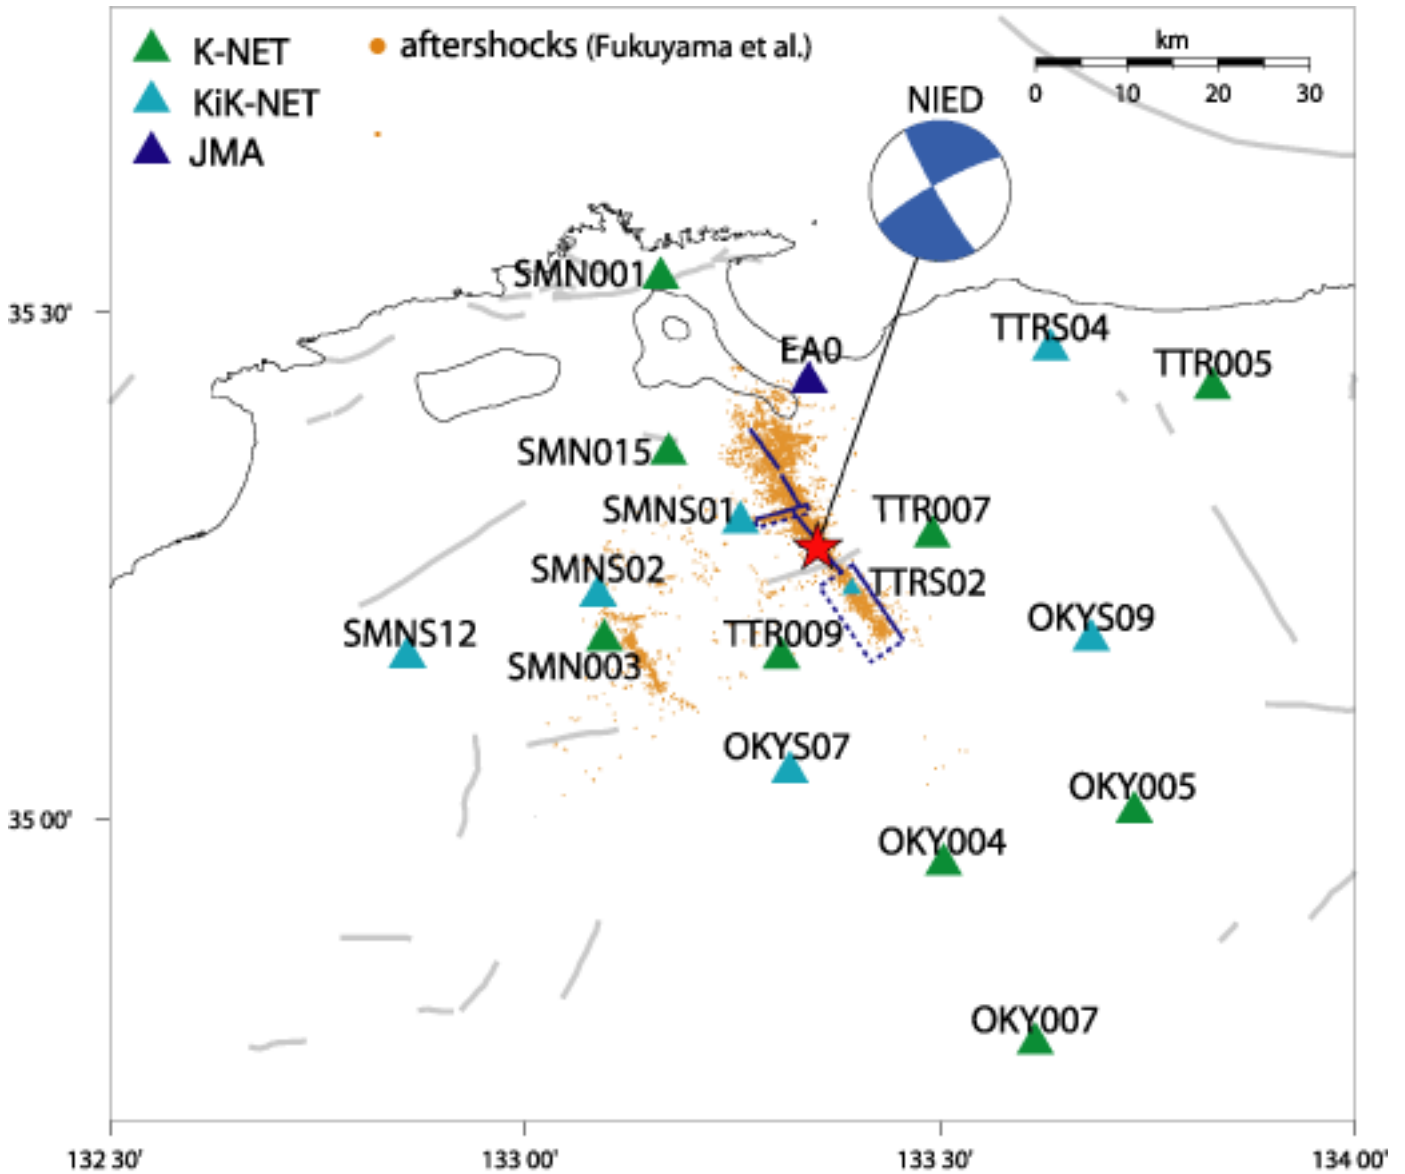 K-NET
aftershocks (Fukuyama et al.)
km
KiK-NET
0 10 20 30
NIED
JMA
SMN001
35 30'
TTRS04
EA0
TTR005
SMN015
SMNS01
TTR007
SMNS02
TTRS02
SMNS12
TTR009
OKYS09
SMN003
OKYS07
OKY005
35 00'
OKY004
OKY007
132 30' 133 00' 133 30' 134 00'